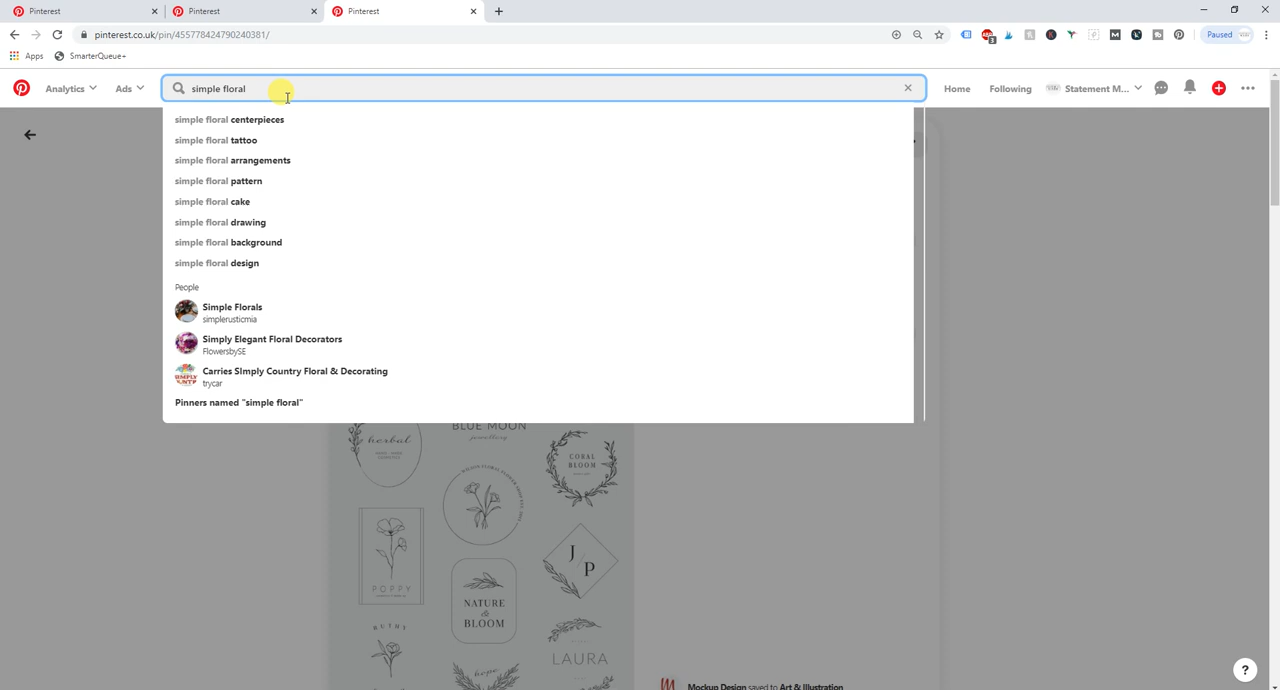 Pinterest
Pinterest
Pinterest
pinterest.co.uk/pin/455778424790240381/
3
Paused
Apps
SmarterQueue+
Analytics
Ads
simple floral
Home
Following
Statement M...
simple floral centerpieces
simple floral tattoo
simple floral arrangements
simple floral pattern
simple floral cake
simple floral drawing
simple floral background
simple floral design
People
Simple Florals
simplerusticmia
Simply Elegant Floral Decorators
FlowersbySE
Carries SImply Country Floral & Decorating
trycar
Pinners named "simple floral"
BLUE MOON
herbal
CORAL
BLOOM
J/P
POPPY
NATURE
&
BLOOM
RUTHI
LAURA
hope
Mockup Design saved to Art & Illustration
?